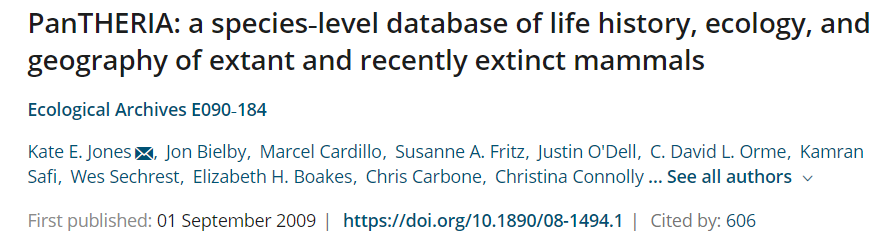 PanTHERIA: a species-level database of life history, ecology, and
geography of extant and recently extinct mammals
Ecological Archives E090-184
Kate E. Jones, Jon Bielby, Marcel Cardillo, Susanne A. Fritz, Justin O'Dell, C. David L. Orme, Kamran
Safi, Wes Sechrest, Elizabeth H. Boakes, Chris Carbone, Christina Connolly ... See all authors
First published: 01 September 2009 | https://doi.org/10.1890/08-1494.1 | Cited by: 606